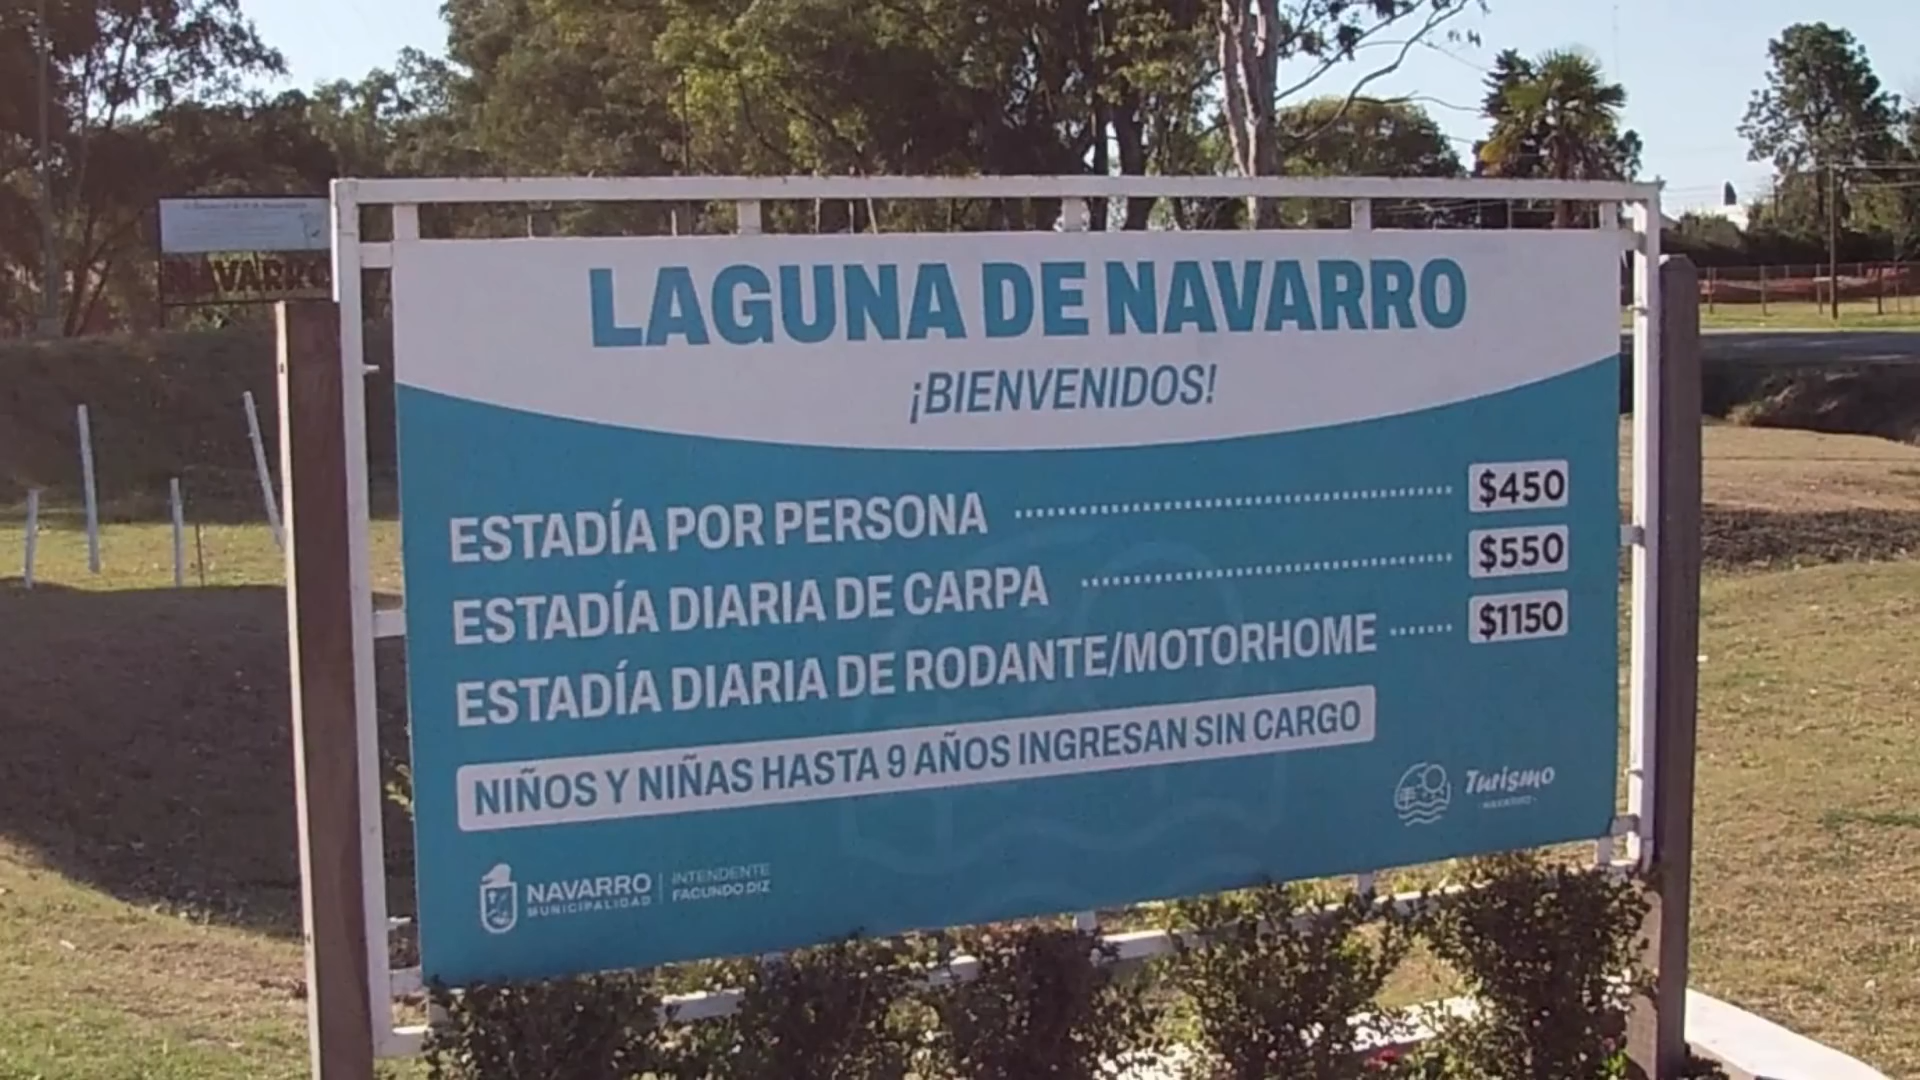 NAVARRO
LAGUNA DE NAVARRO
¡BIENVENIDOS!
ESTADÍA POR PERSONA ........................ $450
ESTADÍA DIARIA DE CARPA ........................ $550
ESTADÍA DIARIA DE RODANTE/MOTORHOME ....... $1150
NIÑOS Y NIÑAS HASTA 9 AÑOS INGRESAN SIN CARGO
Turismo
- NAVARRO -
NAVARRO
MUNICIPALIDAD
INTENDENTE
FACUNDO DIZ